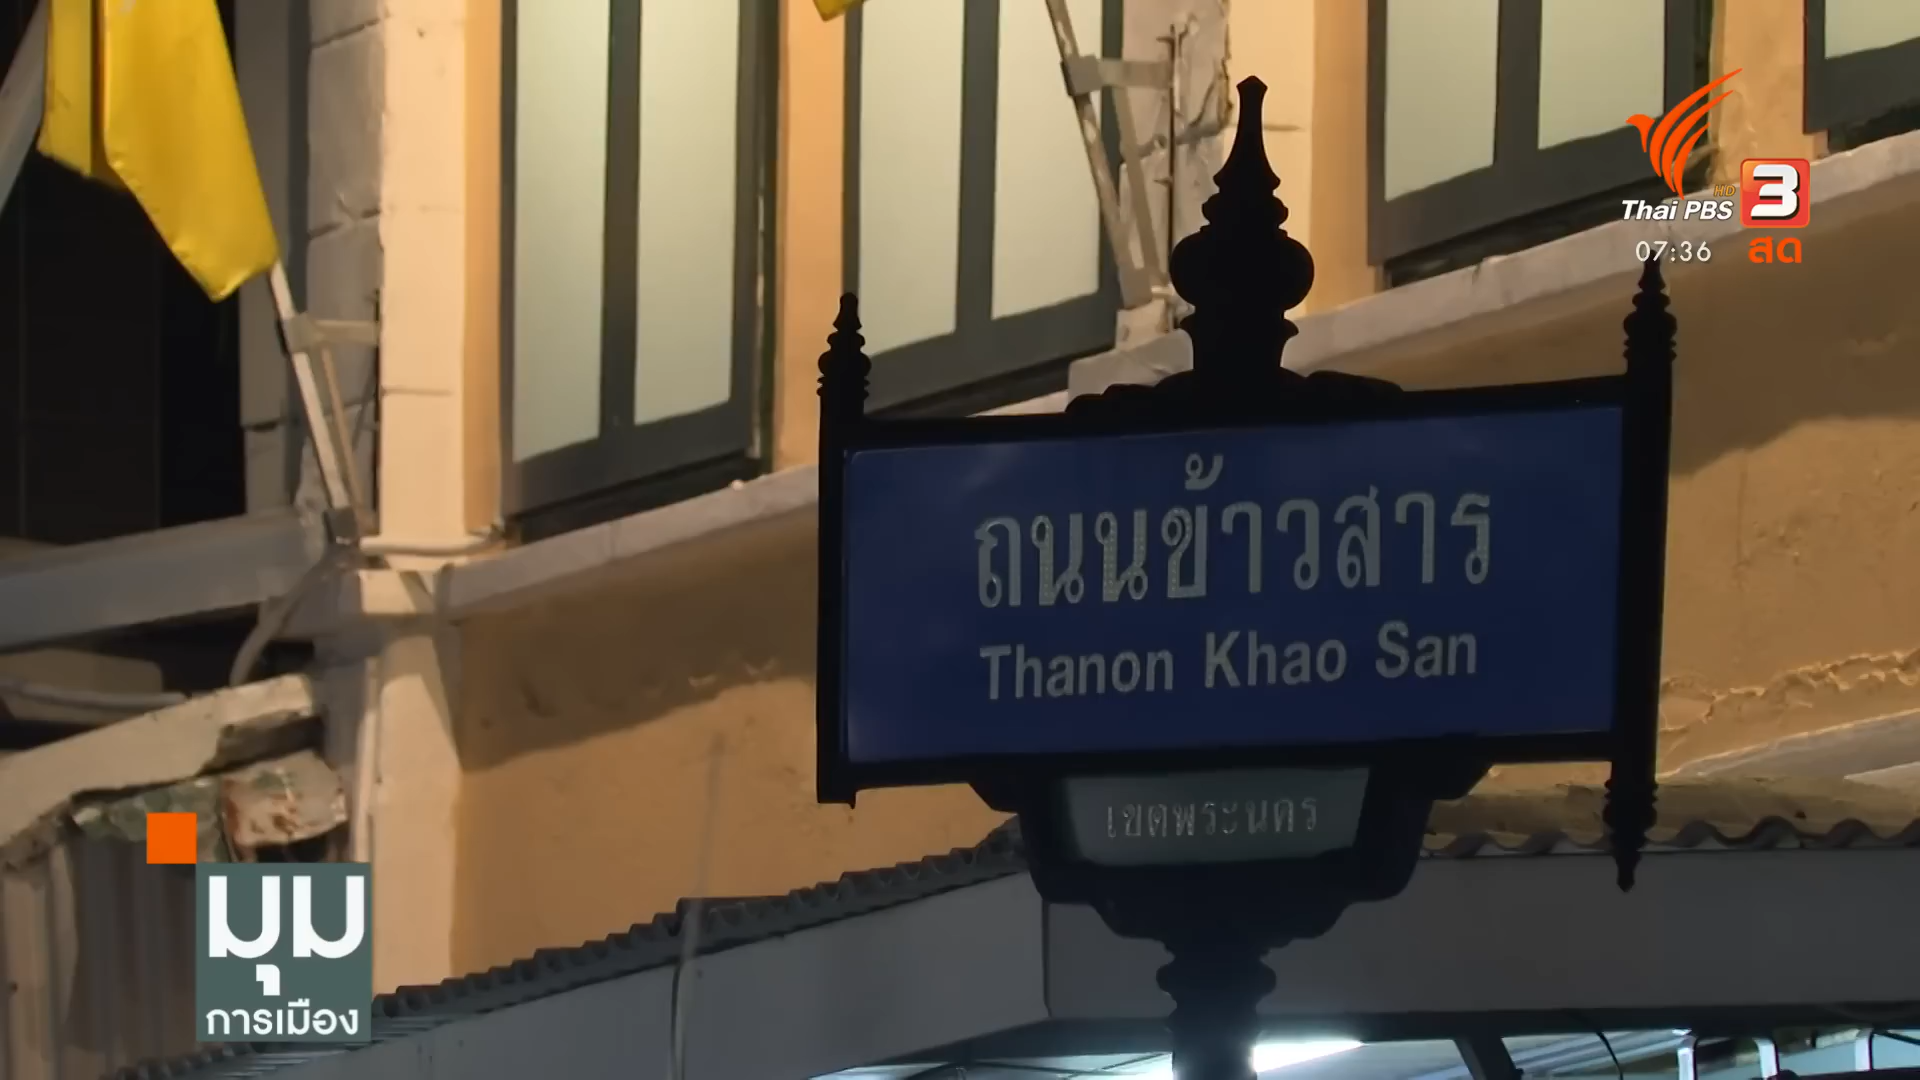 HD
Thai PBS 3
07:36 สด
ถนนข้าวสาร
Thanon Khao San
เขตพระนคร
มุม
การเมือง